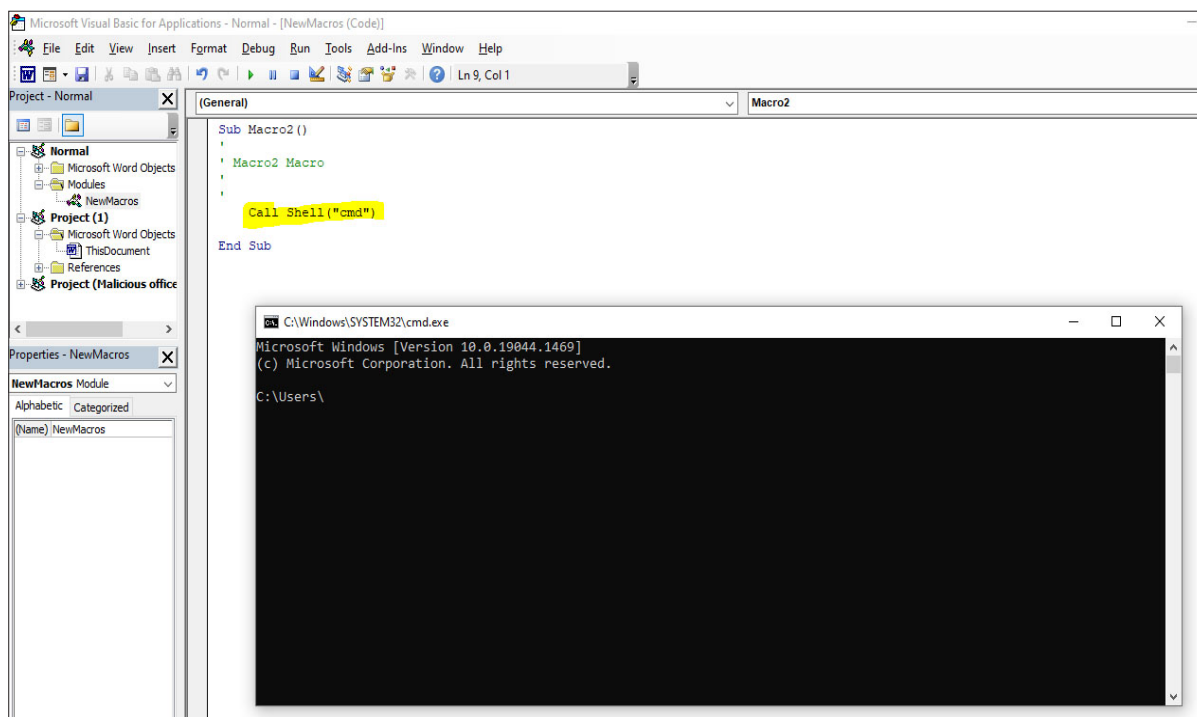 Microsoft Visual Basic for Applications - Normal - [NewMacros (Code)]
File Edit View Insert Format Debug Run Tools Add-Ins Window Help
Ln 9, Col 1
Project - Normal
(General)
Macro2
Normal
Microsoft Word Objects
Modules
NewMacros
Project (1)
Microsoft Word Objects
ThisDocument
References
Project (Malicious office
Sub Macro2()
'
' Macro2 Macro
'
'
Call Shell("cmd")
End Sub
Properties - NewMacros
NewMacros Module
Alphabetic Categorized
(Name) NewMacros
C:\Windows\SYSTEM32\cmd.exe
Microsoft Windows [Version 10.0.19044.1469]
(c) Microsoft Corporation. All rights reserved.
C:\Users\